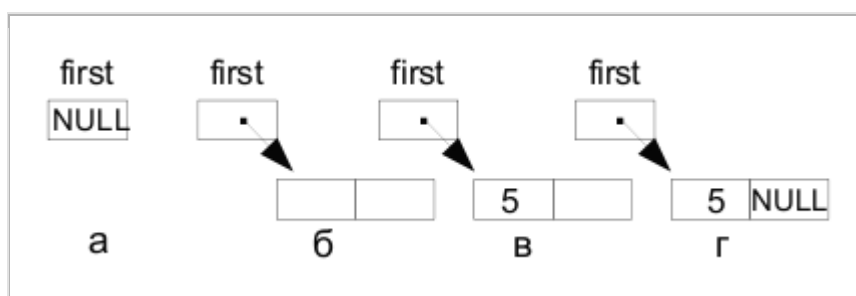 first first first first
NULL
5 5 NULL
а б в г